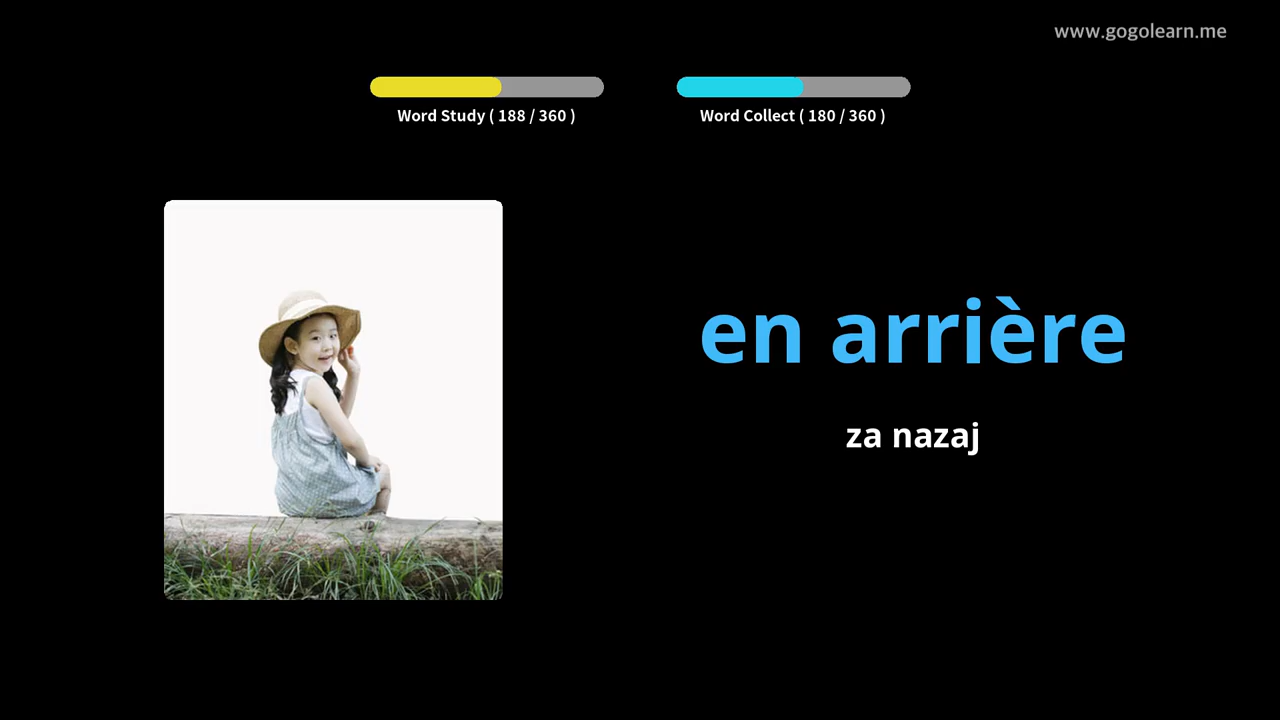 www.gogolearn.me
Word Study ( 188 / 360 )
Word Collect ( 180 / 360 )
en arrière
za nazaj